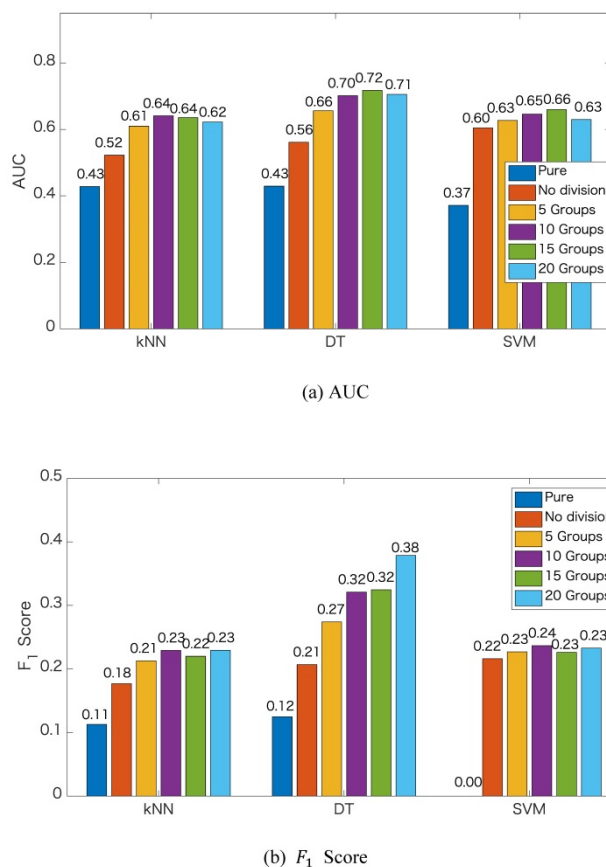 0.8
0.6
0.4
0.2
0
AUC
0.43
0.52
0.61
0.64
0.64
0.62
0.43
0.56
0.66
0.70
0.72
0.71
0.37
0.60
0.63
0.65
0.66
0.63
Pure
No division
5 Groups
10 Groups
15 Groups
20 Groups
kNN DT SVM
(a) AUC
0.5
0.4
0.3
0.2
0.1
0
F₁ Score
0.11
0.18
0.21
0.23
0.22
0.23
0.12
0.21
0.27
0.32
0.32
0.38
0.00
0.22
0.23
0.24
0.23
0.23
Pure
No division
5 Groups
10 Groups
15 Groups
20 Groups
kNN DT SVM
(b) F₁ Score